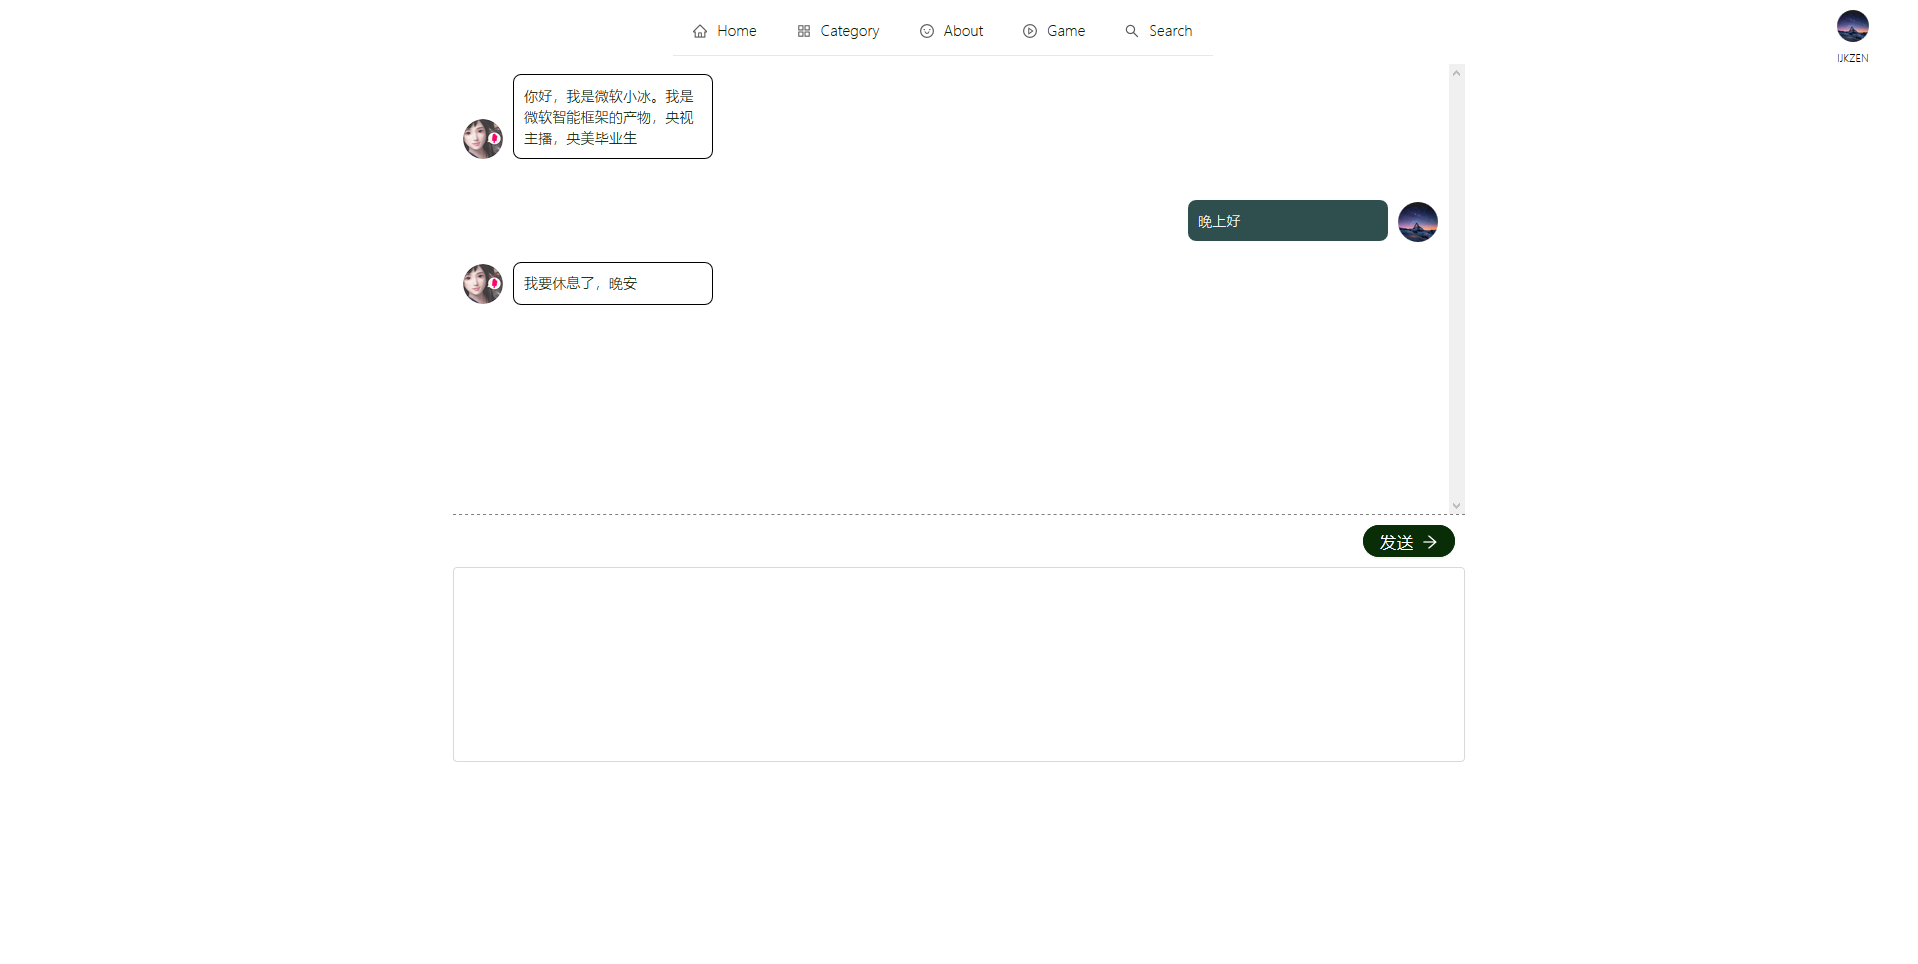 Home Category About Game Search
IJKZEN
你好，我是微软小冰。我是
微软智能框架的产物，央视
主播，央美毕业生
晚上好
我要休息了，晚安
发送